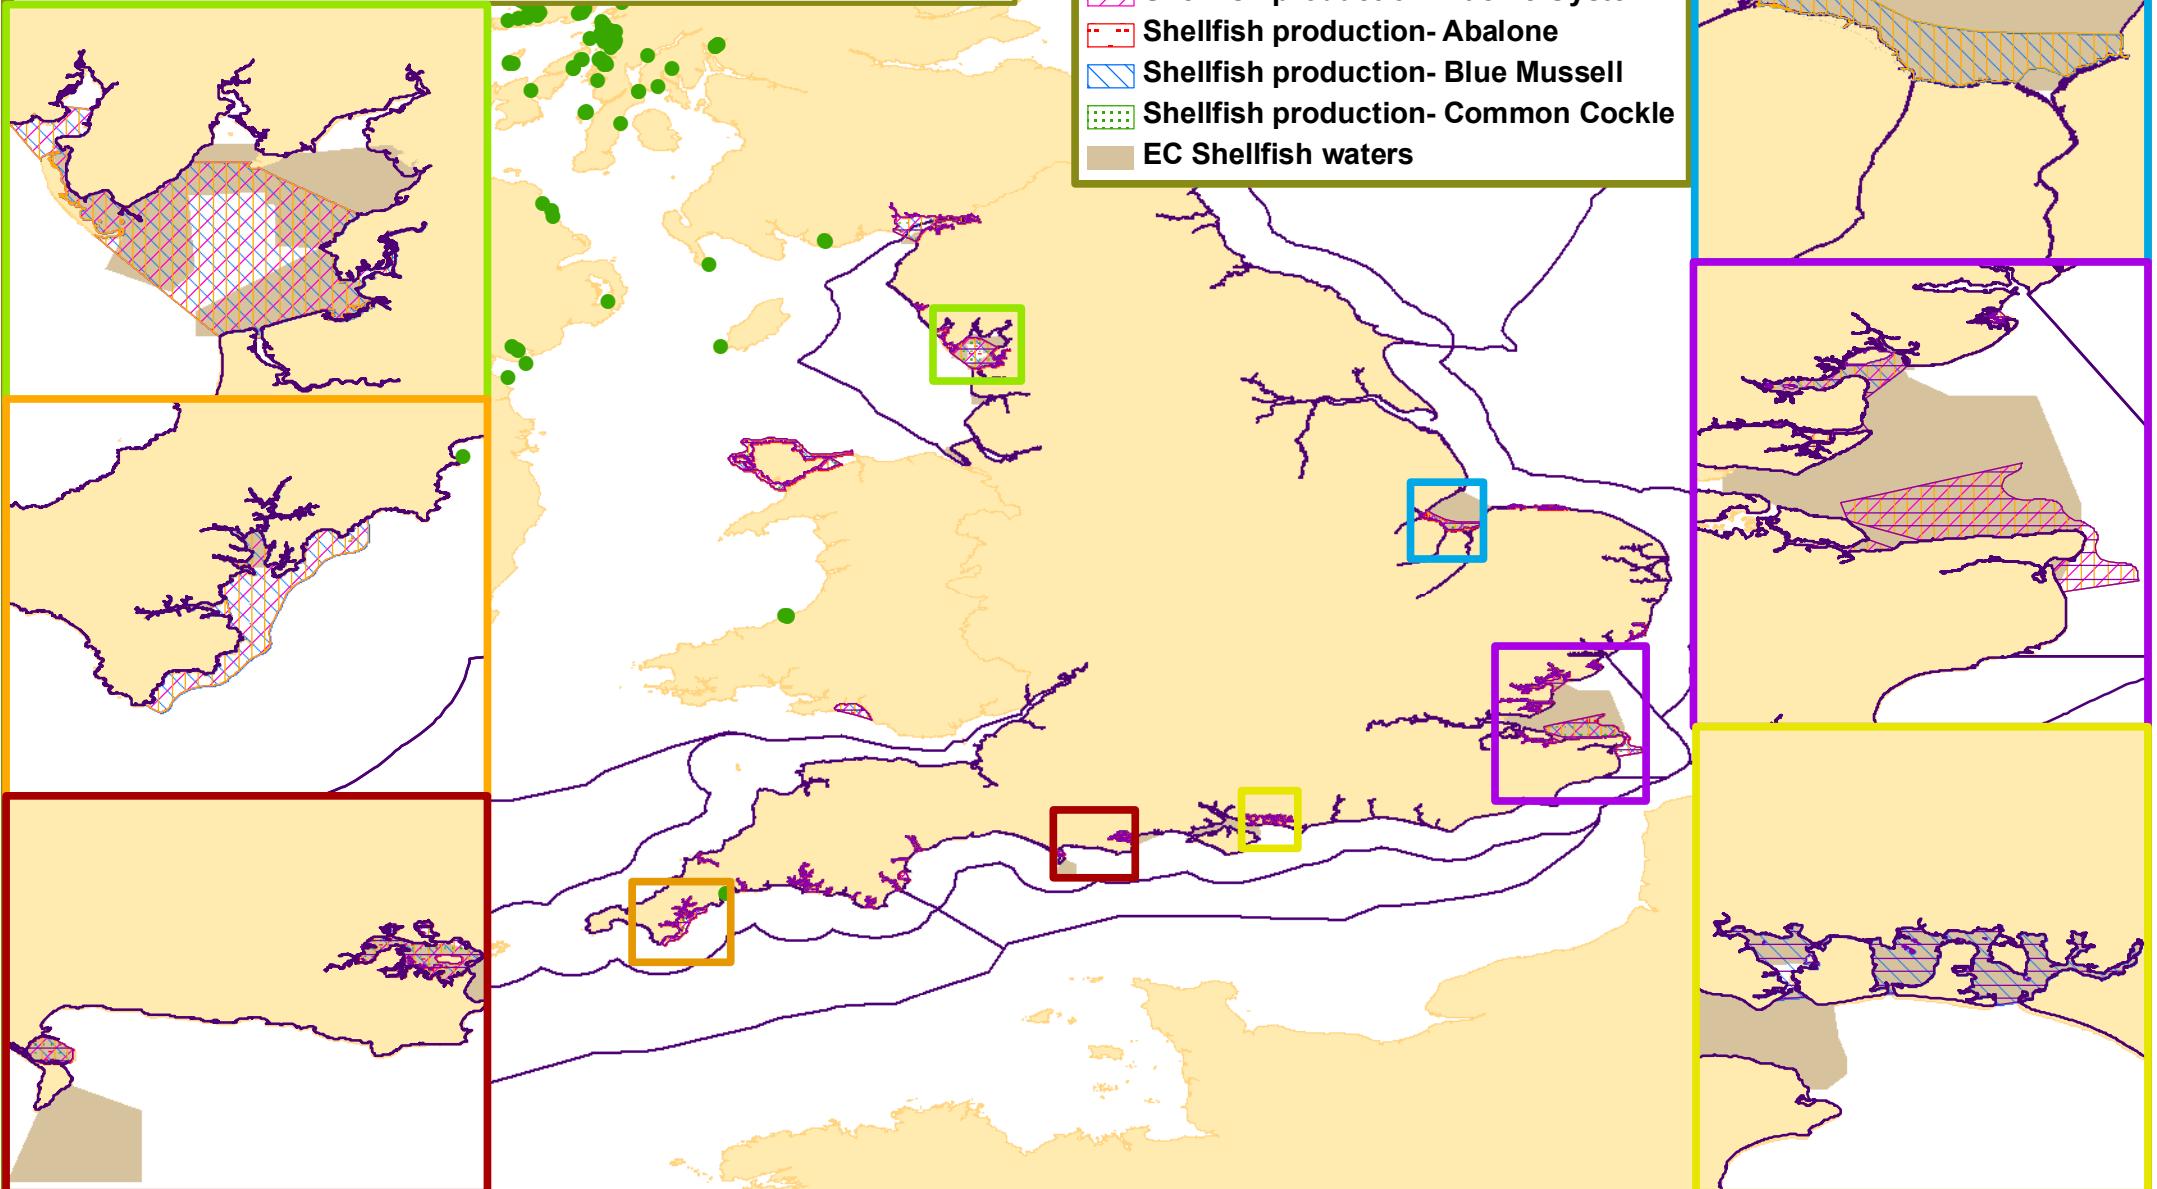 Shellfish production- Abalone
Shellfish production- Blue Mussell
Shellfish production- Common Cockle
EC Shellfish waters